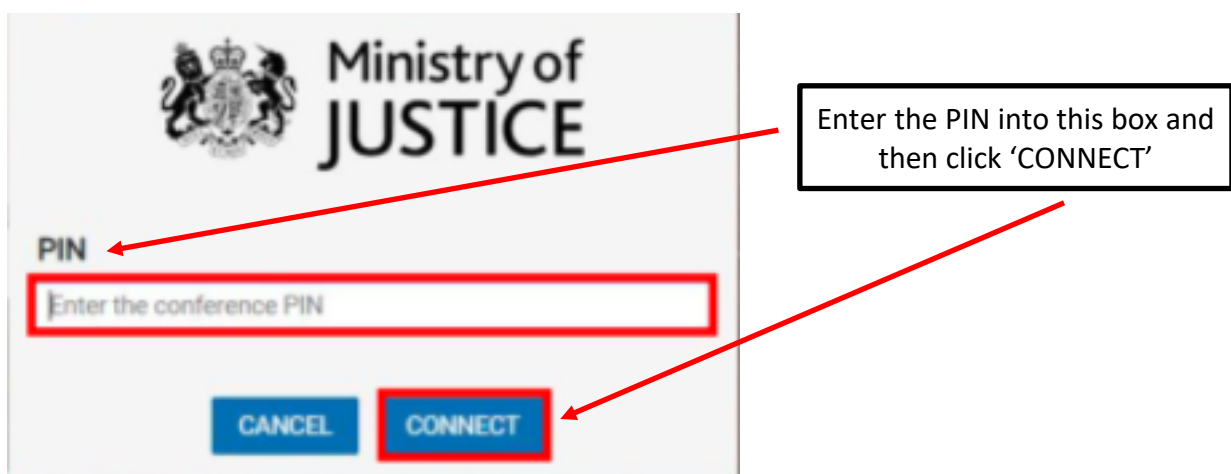 Ministry of
JUSTICE
Enter the PIN into this box and
then click ‘CONNECT’
PIN
Enter the conference PIN
CANCEL
CONNECT